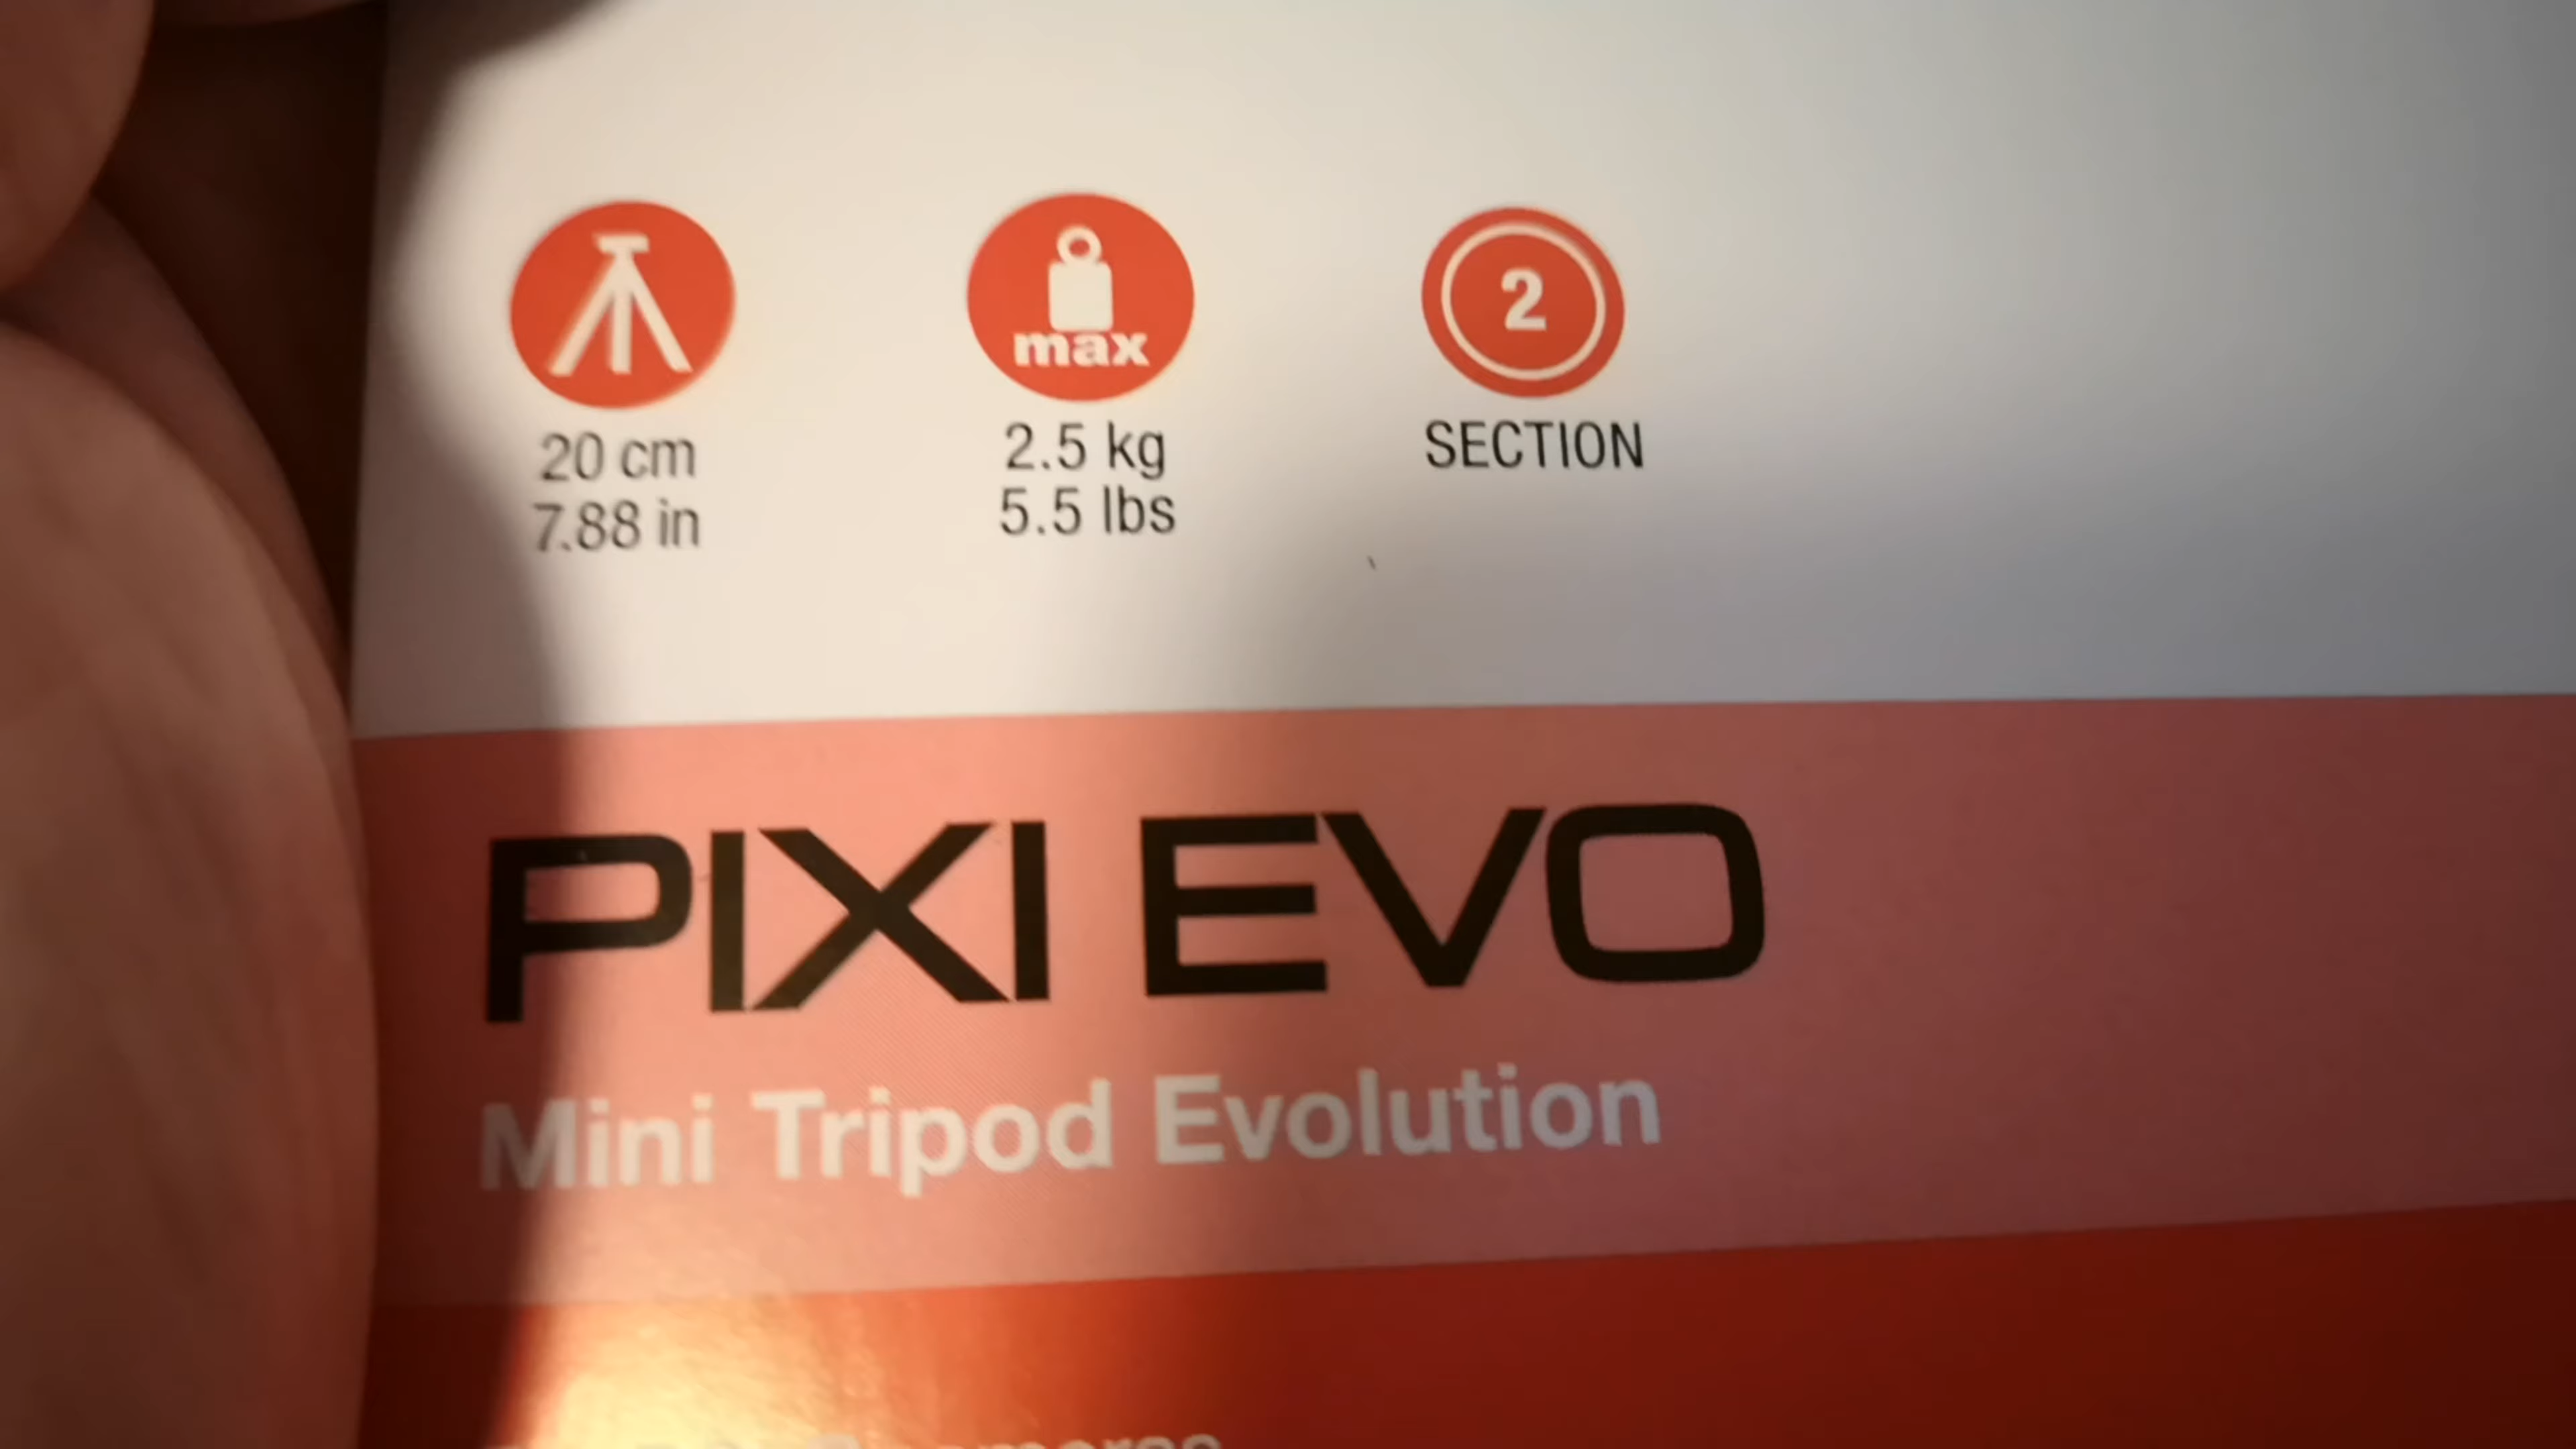 max
2
20 cm
7.88 in
2.5 kg
5.5 lbs
SECTION
PIXI EVO
Mini Tripod Evolution